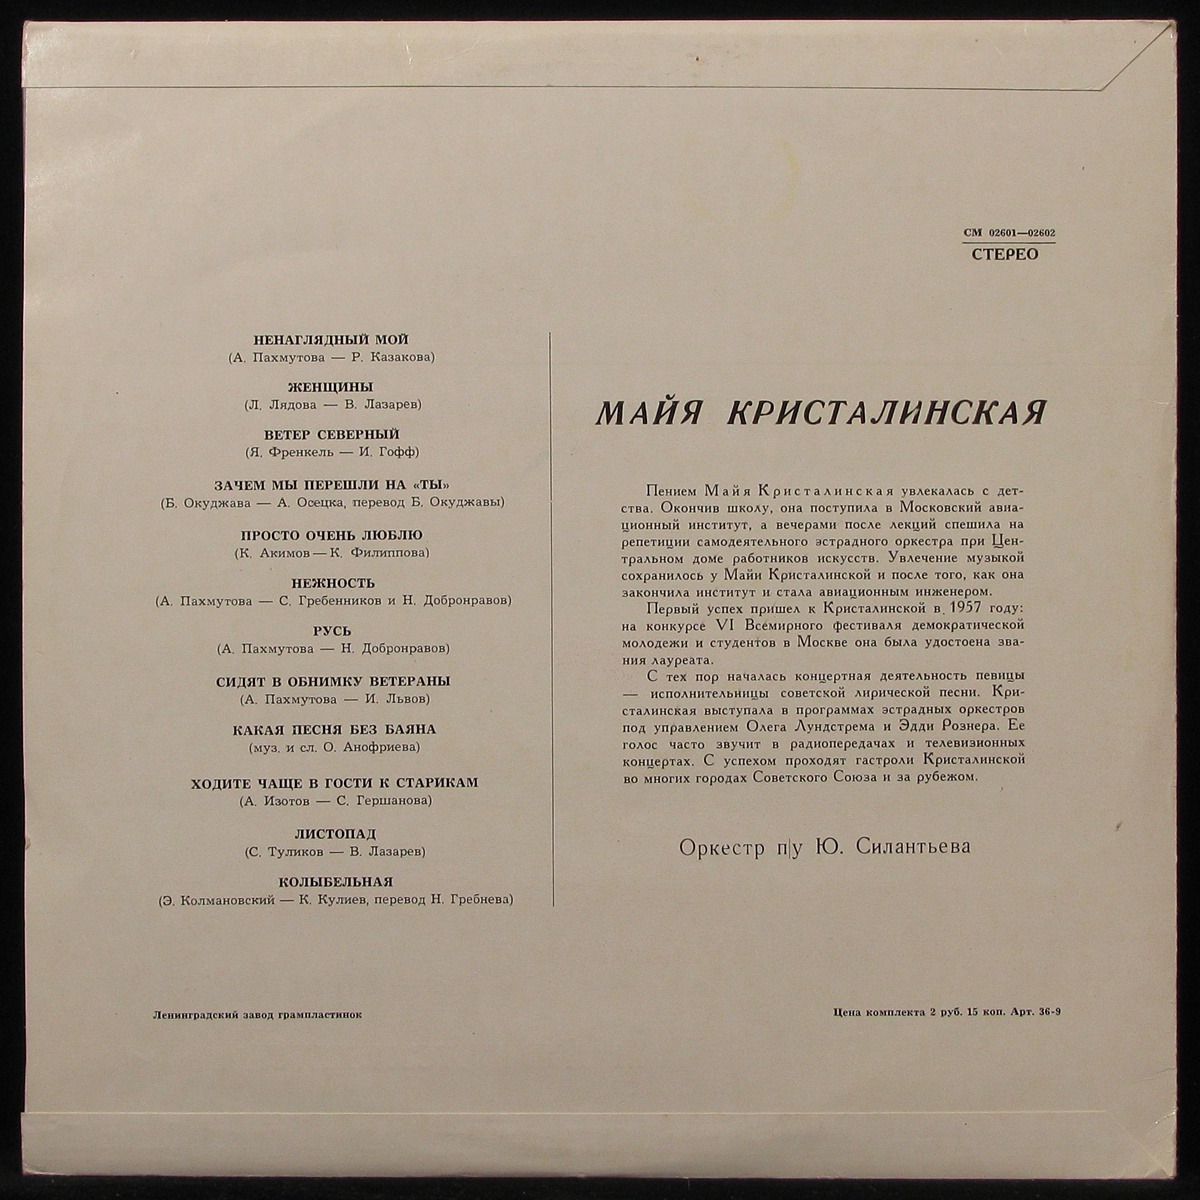 СМ 02601—02602
СТЕРЕО
НЕНАГЛЯДНЫЙ МОЙ
(А. Пахмутова — Р. Казакова)
ЖЕНЩИНЫ
(Л. Лядова — В. Лазарев)
ВЕТЕР СЕВЕРНЫЙ
(Я. Френкель — И. Гофф)
ЗАЧЕМ МЫ ПЕРЕШЛИ НА «ТЫ»
(Б. Окуджава — А. Осецка, перевод Б. Окуджавы)
ПРОСТО ОЧЕНЬ ЛЮБЛЮ
(К. Акимов — К. Филиппова)
НЕЖНОСТЬ
(А. Пахмутова — С. Гребенников и Н. Добронравов)
РУСЬ
(А. Пахмутова — Н. Добронравов)
СИДЯТ В ОБНИМКУ ВЕТЕРАНЫ
(А. Пахмутова — И. Львов)
КАКАЯ ПЕСНЯ БЕЗ БАЯНА
(муз. и сл. О. Анофриева)
ХОДИТЕ ЧАЩЕ В ГОСТИ К СТАРИКАМ
(А. Изотов — С. Гершанова)
ЛИСТОПАД
(С. Туликов — В. Лазарев)
КОЛЫБЕЛЬНАЯ
(Э. Колмановский — К. Кулиев, перевод Н. Гребнева)
МАЙЯ КРИСТАЛИНСКАЯ
Пением Майя Кристалинская увлекалась с дет-
ства. Окончив школу, она поступила в Московский авиа-
ционный институт, а вечерами после лекций спешила на
репетиции самодеятельного эстрадного оркестра при Цен-
тральном доме работников искусств. Увлечение музыкой
сохранилось у Майи Кристалинской и после того, как она
закончила институт и стала авиационным инженером.
Первый успех пришел к Кристалинской в 1957 году:
на конкурсе VI Всемирного фестиваля демократической
молодежи и студентов в Москве она была удостоена зва-
ния лауреата.
С тех пор началась концертная деятельность певицы
— исполнительницы советской лирической песни. Кри-
сталинская выступала в программах эстрадных оркестров
под управлением Олега Лундстрема и Эдди Рознера. Ее
голос часто звучит в радиопередачах и телевизионных
концертах. С успехом проходят гастроли Кристалинской
во многих городах Советского Союза и за рубежом.
Оркестр п/у Ю. Силантьева
Ленинградский завод грампластинок
Цена комплекта 2 руб. 15 коп. Арт. 36-9